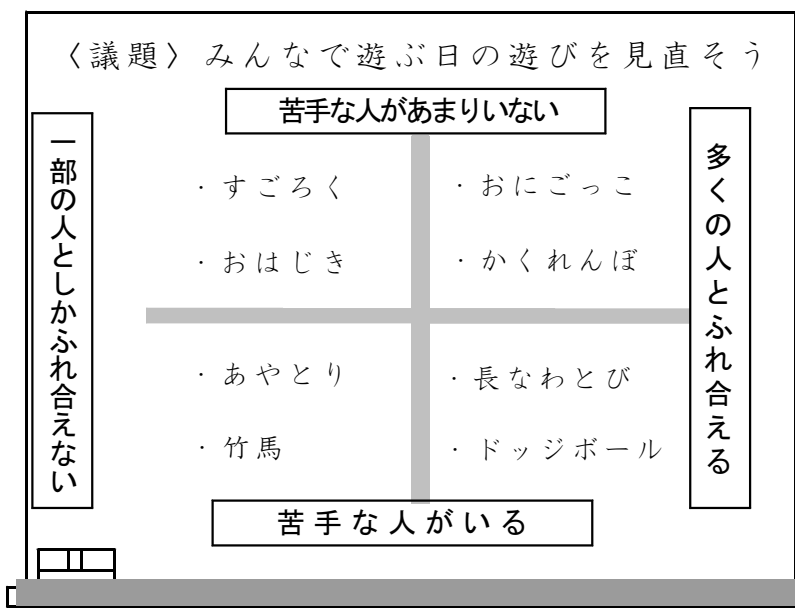 〈議題〉みんなで遊ぶ日の遊びを見直そう
苦手な人があまりいない
一部の人としかふれ合えない
多くの人とふれ合える
・すごろく
・おにごっこ
・おはじき
・かくれんぼ
・あやとり
・長なわとび
・竹馬
・ドッジボール
苦手な人がいる